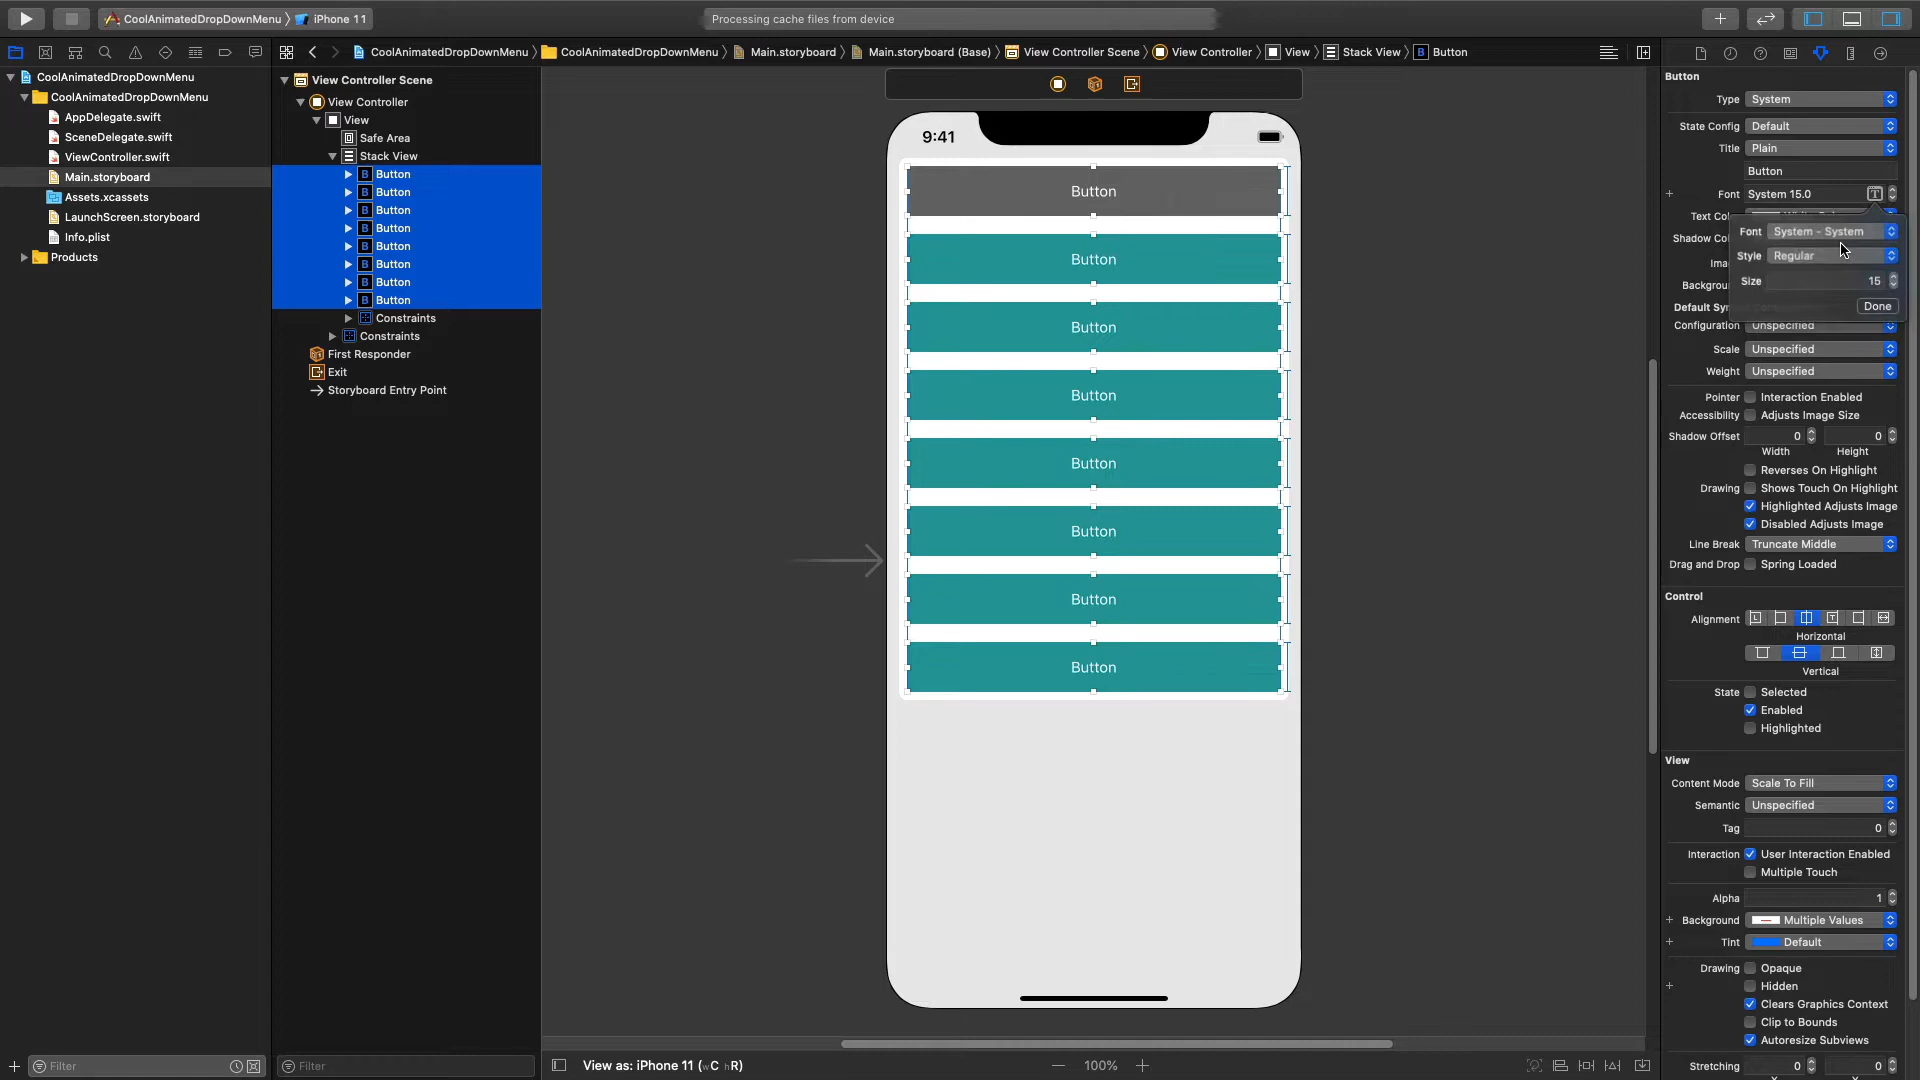 CoolAnimatedDropDownMenu iPhone 11
Processing cache files from device
CoolAnimatedDropDownMenu CoolAnimatedDropDownMenu Main.storyboard Main.storyboard (Base) View Controller Scene View Controller View Stack View Button
CoolAnimatedDropDownMenu
CoolAnimatedDropDownMenu
AppDelegate.swift
SceneDelegate.swift
ViewController.swift
Main.storyboard
Assets.xcassets
LaunchScreen.storyboard
Info.plist
Products
Filter
View Controller Scene
View Controller
View
Safe Area
Stack View
Button
Button
Button
Button
Button
Button
Button
Button
Constraints
Constraints
First Responder
Exit
Storyboard Entry Point
Filter
9:41
Button
Button
Button
Button
Button
Button
Button
Button
View as: iPhone 11 (wC hR)
100%
Button
Type System
State Config Default
Title Plain
Button
Font System 15.0
Text Col
Shadow Col
Font System - System
Style Regular
Size 15
Done
Configuration Unspecified
Scale Unspecified
Weight Unspecified
Pointer Interaction Enabled
Accessibility Adjusts Image Size
Shadow Offset 0 0
Width Height
Reverses On Highlight
Drawing Shows Touch On Highlight
Highlighted Adjusts Image
Disabled Adjusts Image
Line Break Truncate Middle
Drag and Drop Spring Loaded
Control
Alignment
Horizontal
Vertical
State Selected
Enabled
Highlighted
View
Content Mode Scale To Fill
Semantic Unspecified
Tag 0
Interaction User Interaction Enabled
Multiple Touch
Alpha 1
Background Multiple Values
Tint Default
Drawing Opaque
Hidden
Clears Graphics Context
Clip to Bounds
Autoresize Subviews
Stretching 0 0